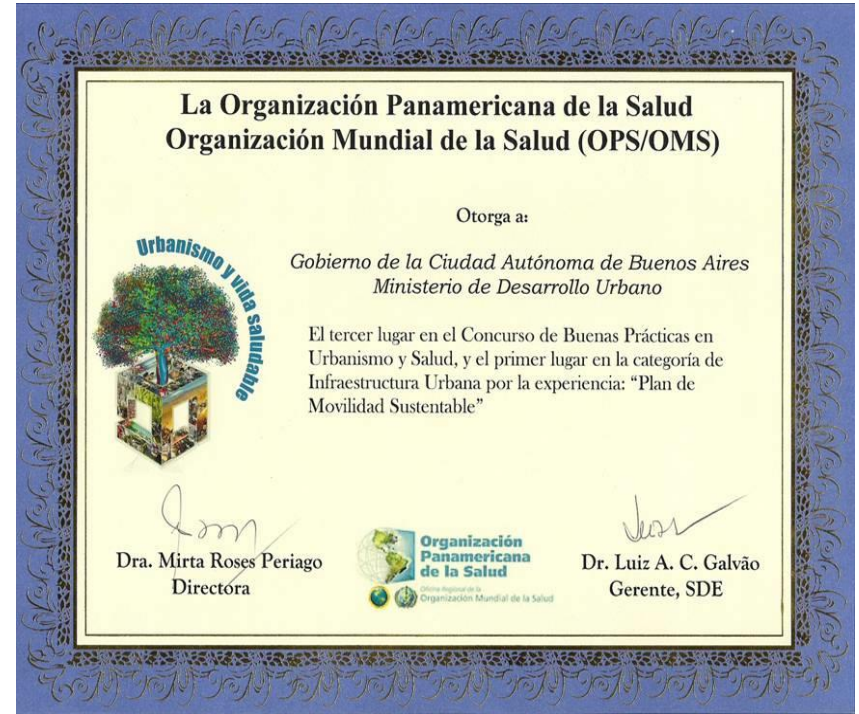 La Organización Panamericana de la Salud
Organización Mundial de la Salud (OPS/OMS)
Otorga a:
Urbanismo y vida saludable
Gobierno de la Ciudad Autónoma de Buenos Aires
Ministerio de Desarrollo Urbano
El tercer lugar en el Concurso de Buenas Prácticas en
Urbanismo y Salud, y el primer lugar en la categoría de
Infraestructura Urbana por la experiencia: “Plan de
Movilidad Sustentable”
Dra. Mirta Roses Periago
Directora
Organización
Panamericana
de la Salud
Oficina Regional de la
Organización Mundial de la Salud
Dr. Luiz A. C. Galvão
Gerente, SDE